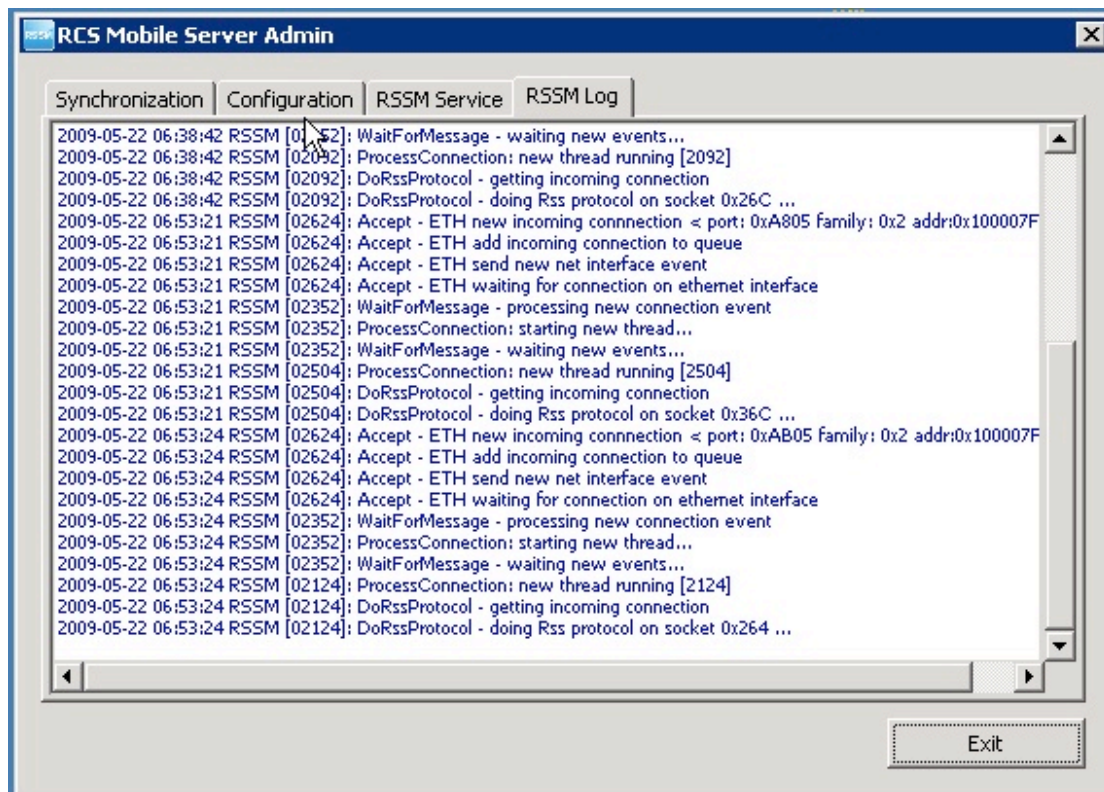 RSSM RCS Mobile Server Admin
Synchronization Configuration RSSM Service RSSM Log
2009-05-22 06:38:42 RSSM [02352]: WaitForMessage - waiting new events...
2009-05-22 06:38:42 RSSM [02092]: ProcessConnection: new thread running [2092]
2009-05-22 06:38:42 RSSM [02092]: DoRssProtocol - getting incoming connection
2009-05-22 06:38:42 RSSM [02092]: DoRssProtocol - doing Rss protocol on socket 0x26C ...
2009-05-22 06:53:21 RSSM [02624]: Accept - ETH new incoming connnection < port: 0xA805 family: 0x2 addr:0x100007F
2009-05-22 06:53:21 RSSM [02624]: Accept - ETH add incoming connection to queue
2009-05-22 06:53:21 RSSM [02624]: Accept - ETH send new net interface event
2009-05-22 06:53:21 RSSM [02624]: Accept - ETH waiting for connection on ethernet interface
2009-05-22 06:53:21 RSSM [02352]: WaitForMessage - processing new connection event
2009-05-22 06:53:21 RSSM [02352]: ProcessConnection: starting new thread...
2009-05-22 06:53:21 RSSM [02352]: WaitForMessage - waiting new events...
2009-05-22 06:53:21 RSSM [02504]: ProcessConnection: new thread running [2504]
2009-05-22 06:53:21 RSSM [02504]: DoRssProtocol - getting incoming connection
2009-05-22 06:53:21 RSSM [02504]: DoRssProtocol - doing Rss protocol on socket 0x36C ...
2009-05-22 06:53:24 RSSM [02624]: Accept - ETH new incoming connnection < port: 0xAB05 family: 0x2 addr:0x100007F
2009-05-22 06:53:24 RSSM [02624]: Accept - ETH add incoming connection to queue
2009-05-22 06:53:24 RSSM [02624]: Accept - ETH send new net interface event
2009-05-22 06:53:24 RSSM [02624]: Accept - ETH waiting for connection on ethernet interface
2009-05-22 06:53:24 RSSM [02352]: WaitForMessage - processing new connection event
2009-05-22 06:53:24 RSSM [02352]: ProcessConnection: starting new thread...
2009-05-22 06:53:24 RSSM [02352]: WaitForMessage - waiting new events...
2009-05-22 06:53:24 RSSM [02124]: ProcessConnection: new thread running [2124]
2009-05-22 06:53:24 RSSM [02124]: DoRssProtocol - getting incoming connection
2009-05-22 06:53:24 RSSM [02124]: DoRssProtocol - doing Rss protocol on socket 0x264 ...
Exit